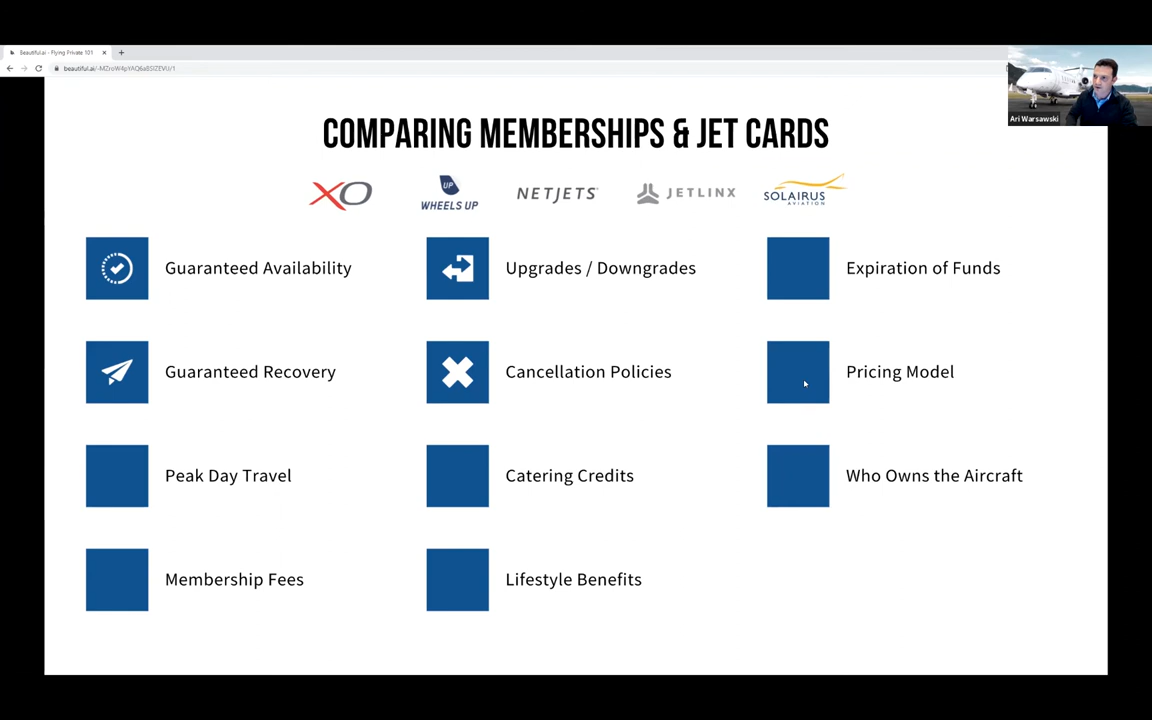 Beautiful.ai - Flying Private 101
Ari Warsawski
COMPARING MEMBERSHIPS & JET CARDS
XO
UP
WHEELS UP
NETJETS
JETLINX
SOLAIRUS
AVIATION
Guaranteed Availability
Upgrades / Downgrades
Expiration of Funds
Guaranteed Recovery
Cancellation Policies
Pricing Model
Peak Day Travel
Catering Credits
Who Owns the Aircraft
Membership Fees
Lifestyle Benefits